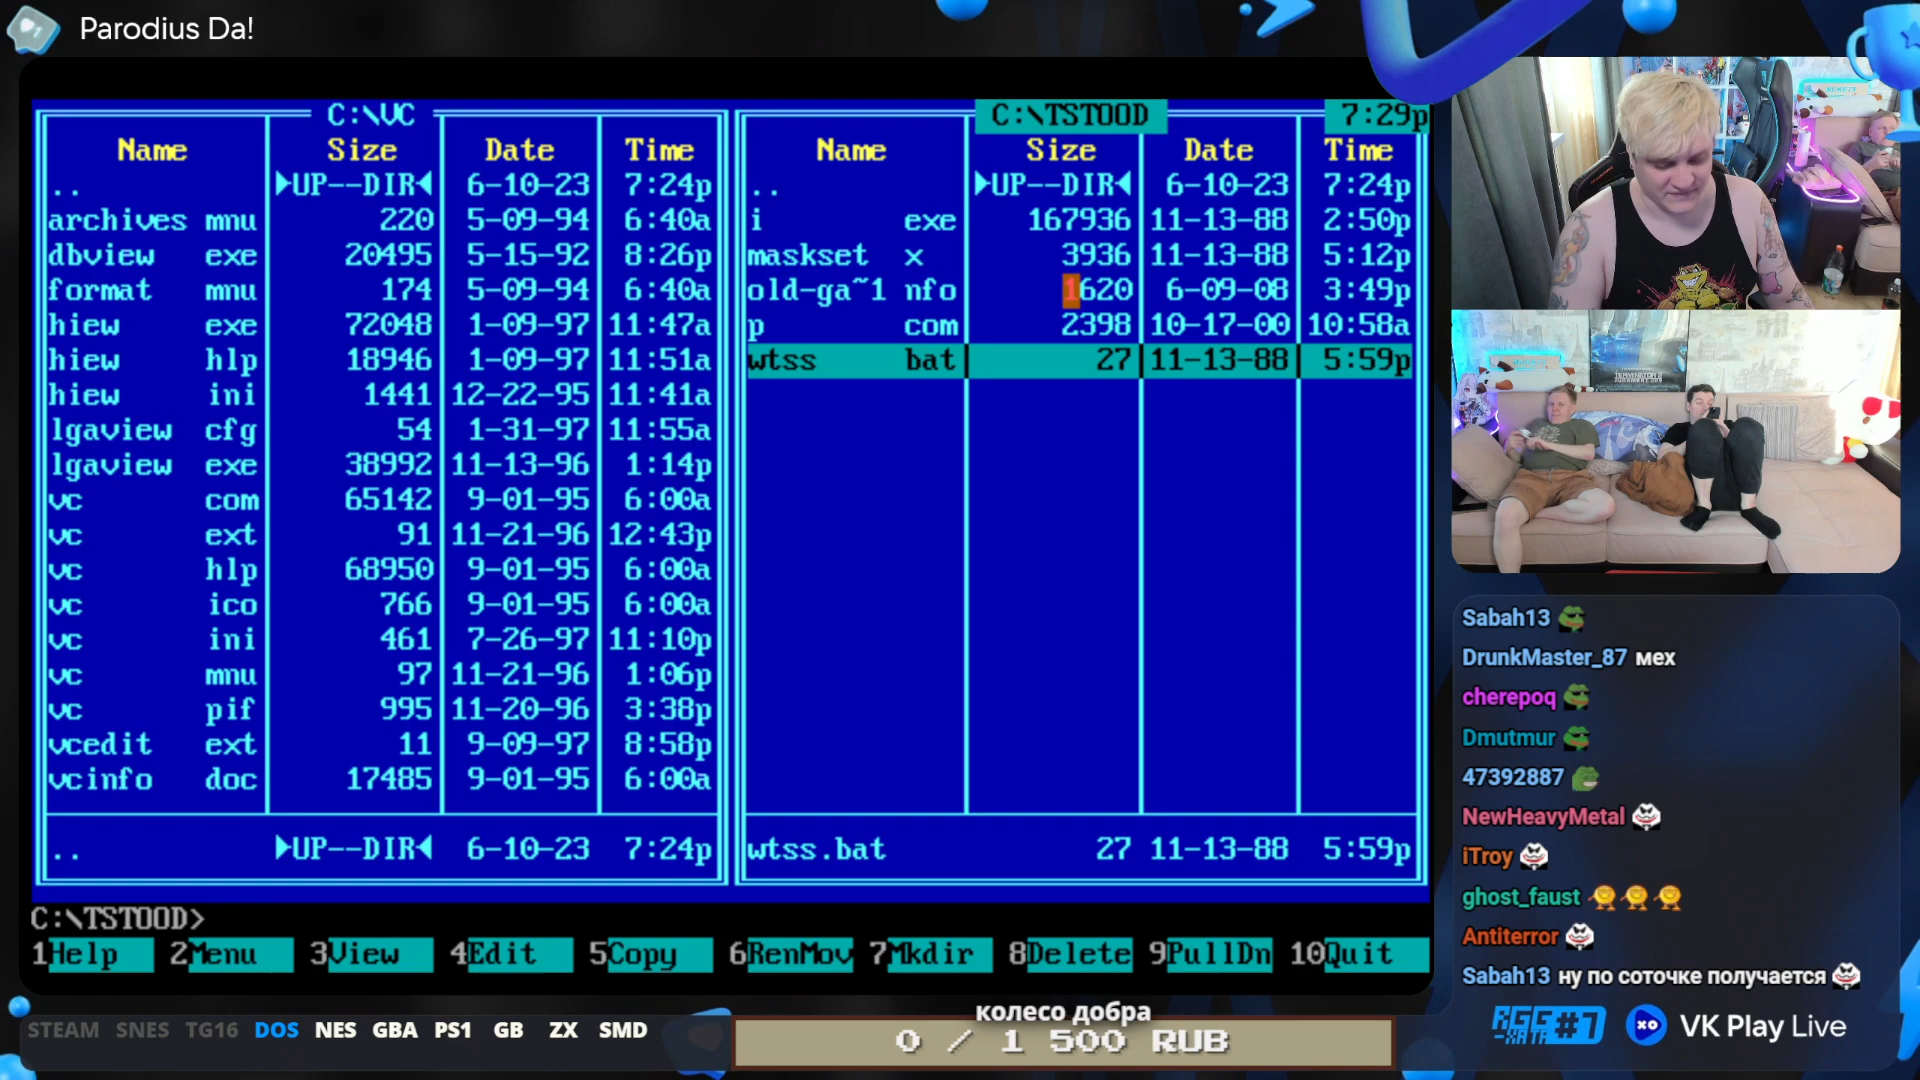 Parodius Da!
C:\VC
Name Size Date Time
.. ►UP--DIR◄ 6-10-23 7:24p
archives mnu 220 5-09-94 6:40a
dbview exe 20495 5-15-92 8:26p
format mnu 174 5-09-94 6:40a
hiew exe 72048 1-09-97 11:47a
hiew hlp 18946 1-09-97 11:51a
hiew ini 1441 12-22-95 11:41a
lgaview cfg 54 1-31-97 11:55a
lgaview exe 38992 11-13-96 1:14p
vc com 65142 9-01-95 6:00a
vc ext 91 11-21-96 12:43p
vc hlp 68950 9-01-95 6:00a
vc ico 766 9-01-95 6:00a
vc ini 461 7-26-97 11:10p
vc mnu 97 11-21-96 1:06p
vc pif 995 11-20-96 3:38p
vcedit ext 11 9-09-97 8:58p
vcinfo doc 17485 9-01-95 6:00a
.. ►UP--DIR◄ 6-10-23 7:24p
C:\TSTOOD 7:29p
Name Size Date Time
.. ►UP--DIR◄ 6-10-23 7:24p
i exe 167936 11-13-88 2:50p
maskset x 3936 11-13-88 5:12p
old-ga~1 nfo 1620 6-09-08 3:49p
p com 2398 10-17-00 10:58a
wtss bat 27 11-13-88 5:59p
wtss.bat 27 11-13-88 5:59p
C:\TSTOOD>
1Help 2Menu 3View 4Edit 5Copy 6RenMov 7Mkdir 8Delete 9PullDn 10Quit
Sabah13
DrunkMaster_87 мех
cherepoq
Dmutmur
47392887
NewHeavyMetal
iTroy
ghost_faust
Antiterror
Sabah13 ну по соточке получается
STEAM SNES TG16 DOS NES GBA PS1 GB ZX SMD
колесо добра
0 / 1 500 RUB
RGG
-ХАТА #7
VK Play Live